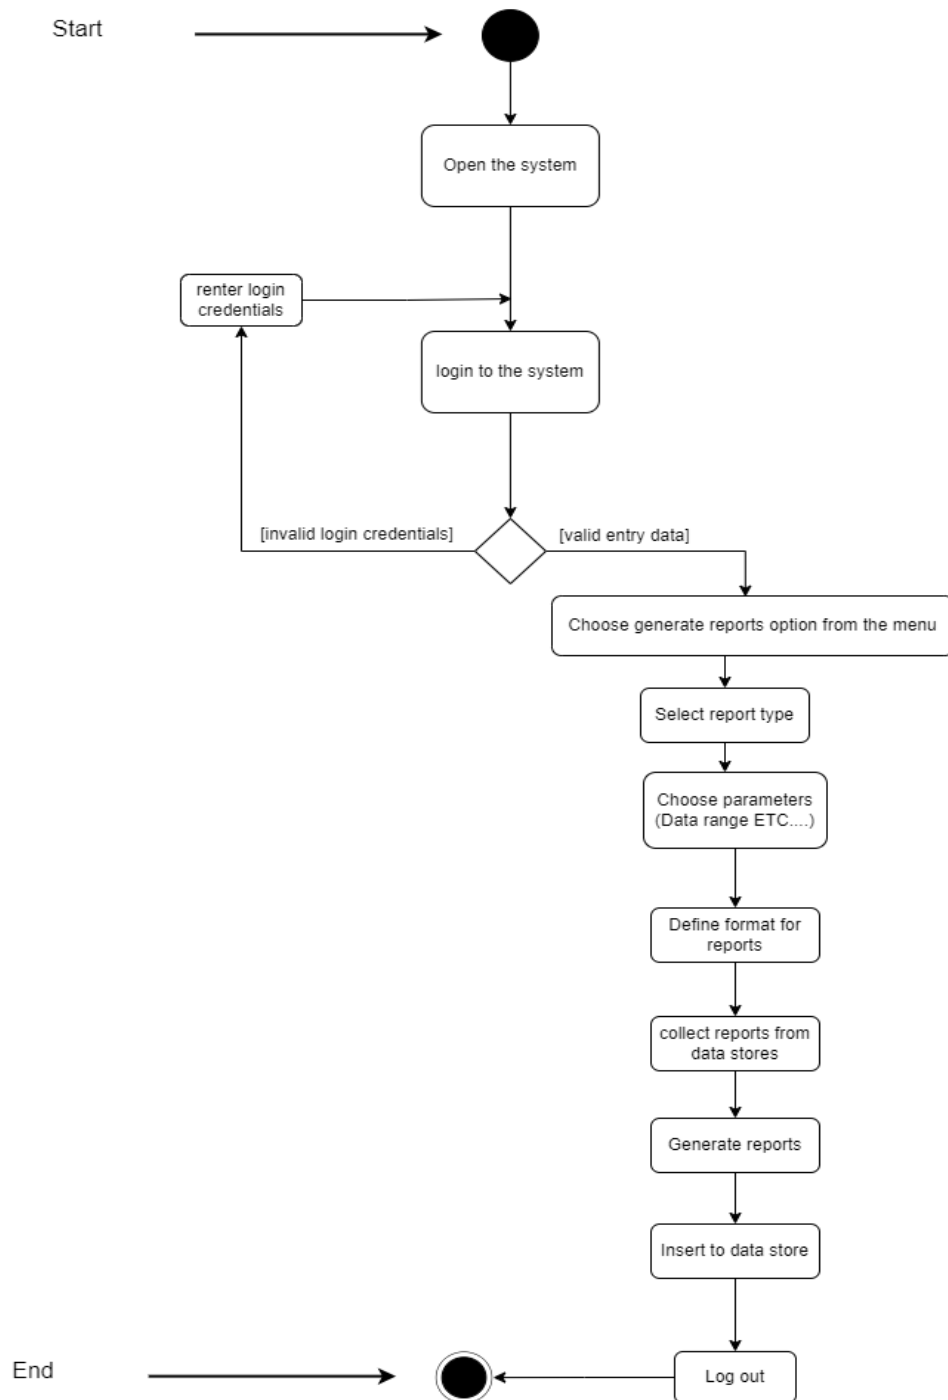 Start
Open the system
renter login
credentials
login to the system
[invalid login credentials]
[valid entry data]
Choose generate reports option from the menu
Select report type
Choose parameters
(Data range ETC....)
Define format for
reports
collect reports from
data stores
Generate reports
Insert to data store
End
Log out